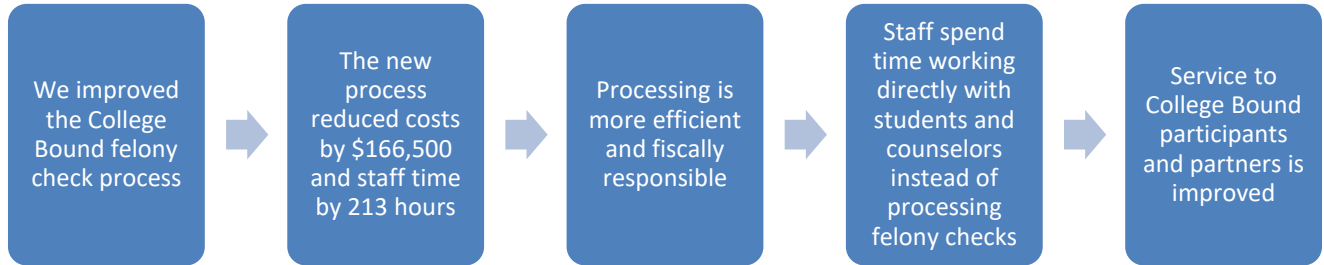 We improved
the College
Bound felony
check process
The new
process
reduced costs
by $166,500
and staff time
by 213 hours
Processing is
more efficient
and fiscally
responsible
Staff spend
time working
directly with
students and
counselors
instead of
processing
felony checks
Service to
College Bound
participants
and partners is
improved